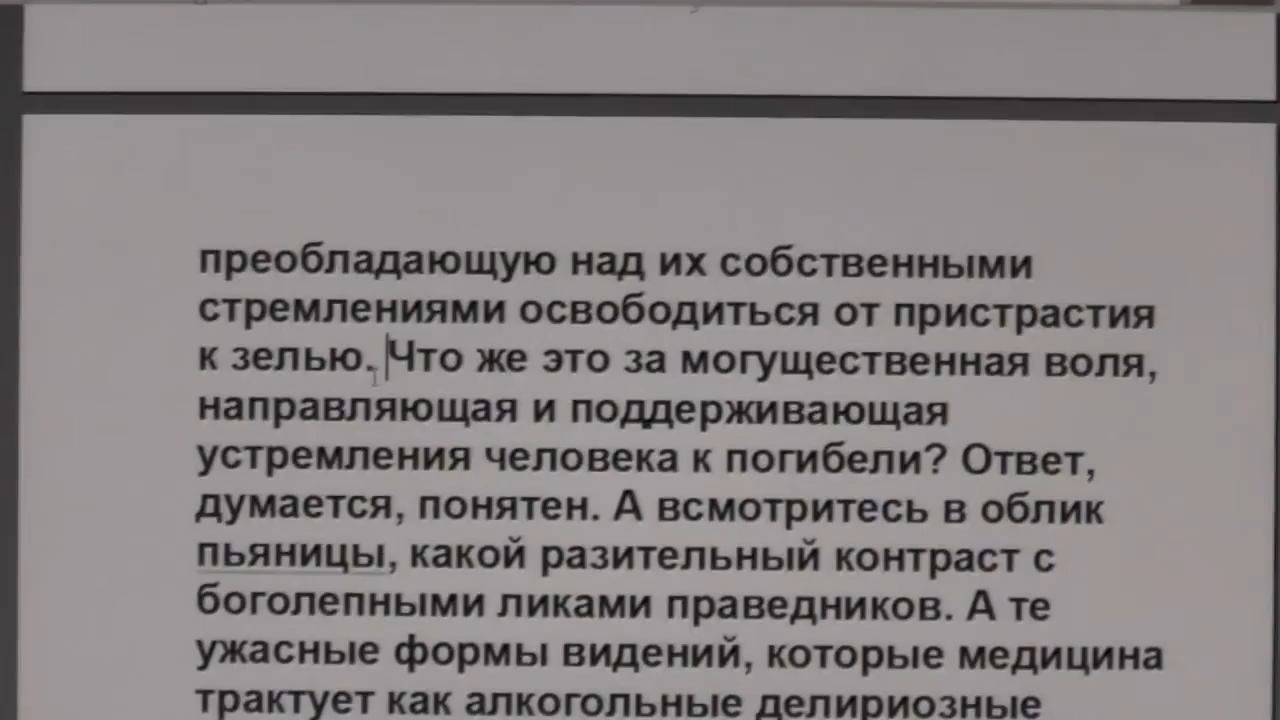 преобладающую над их собственными
стремлениями освободиться от пристрастия
к зелью. Что же это за могущественная воля,
направляющая и поддерживающая
устремления человека к погибели? Ответ,
думается, понятен. А всмотритесь в облик
пьяницы, какой разительный контраст с
боголепными ликами праведников. А те
ужасные формы видений, которые медицина
трактует как алкогольные делириозные